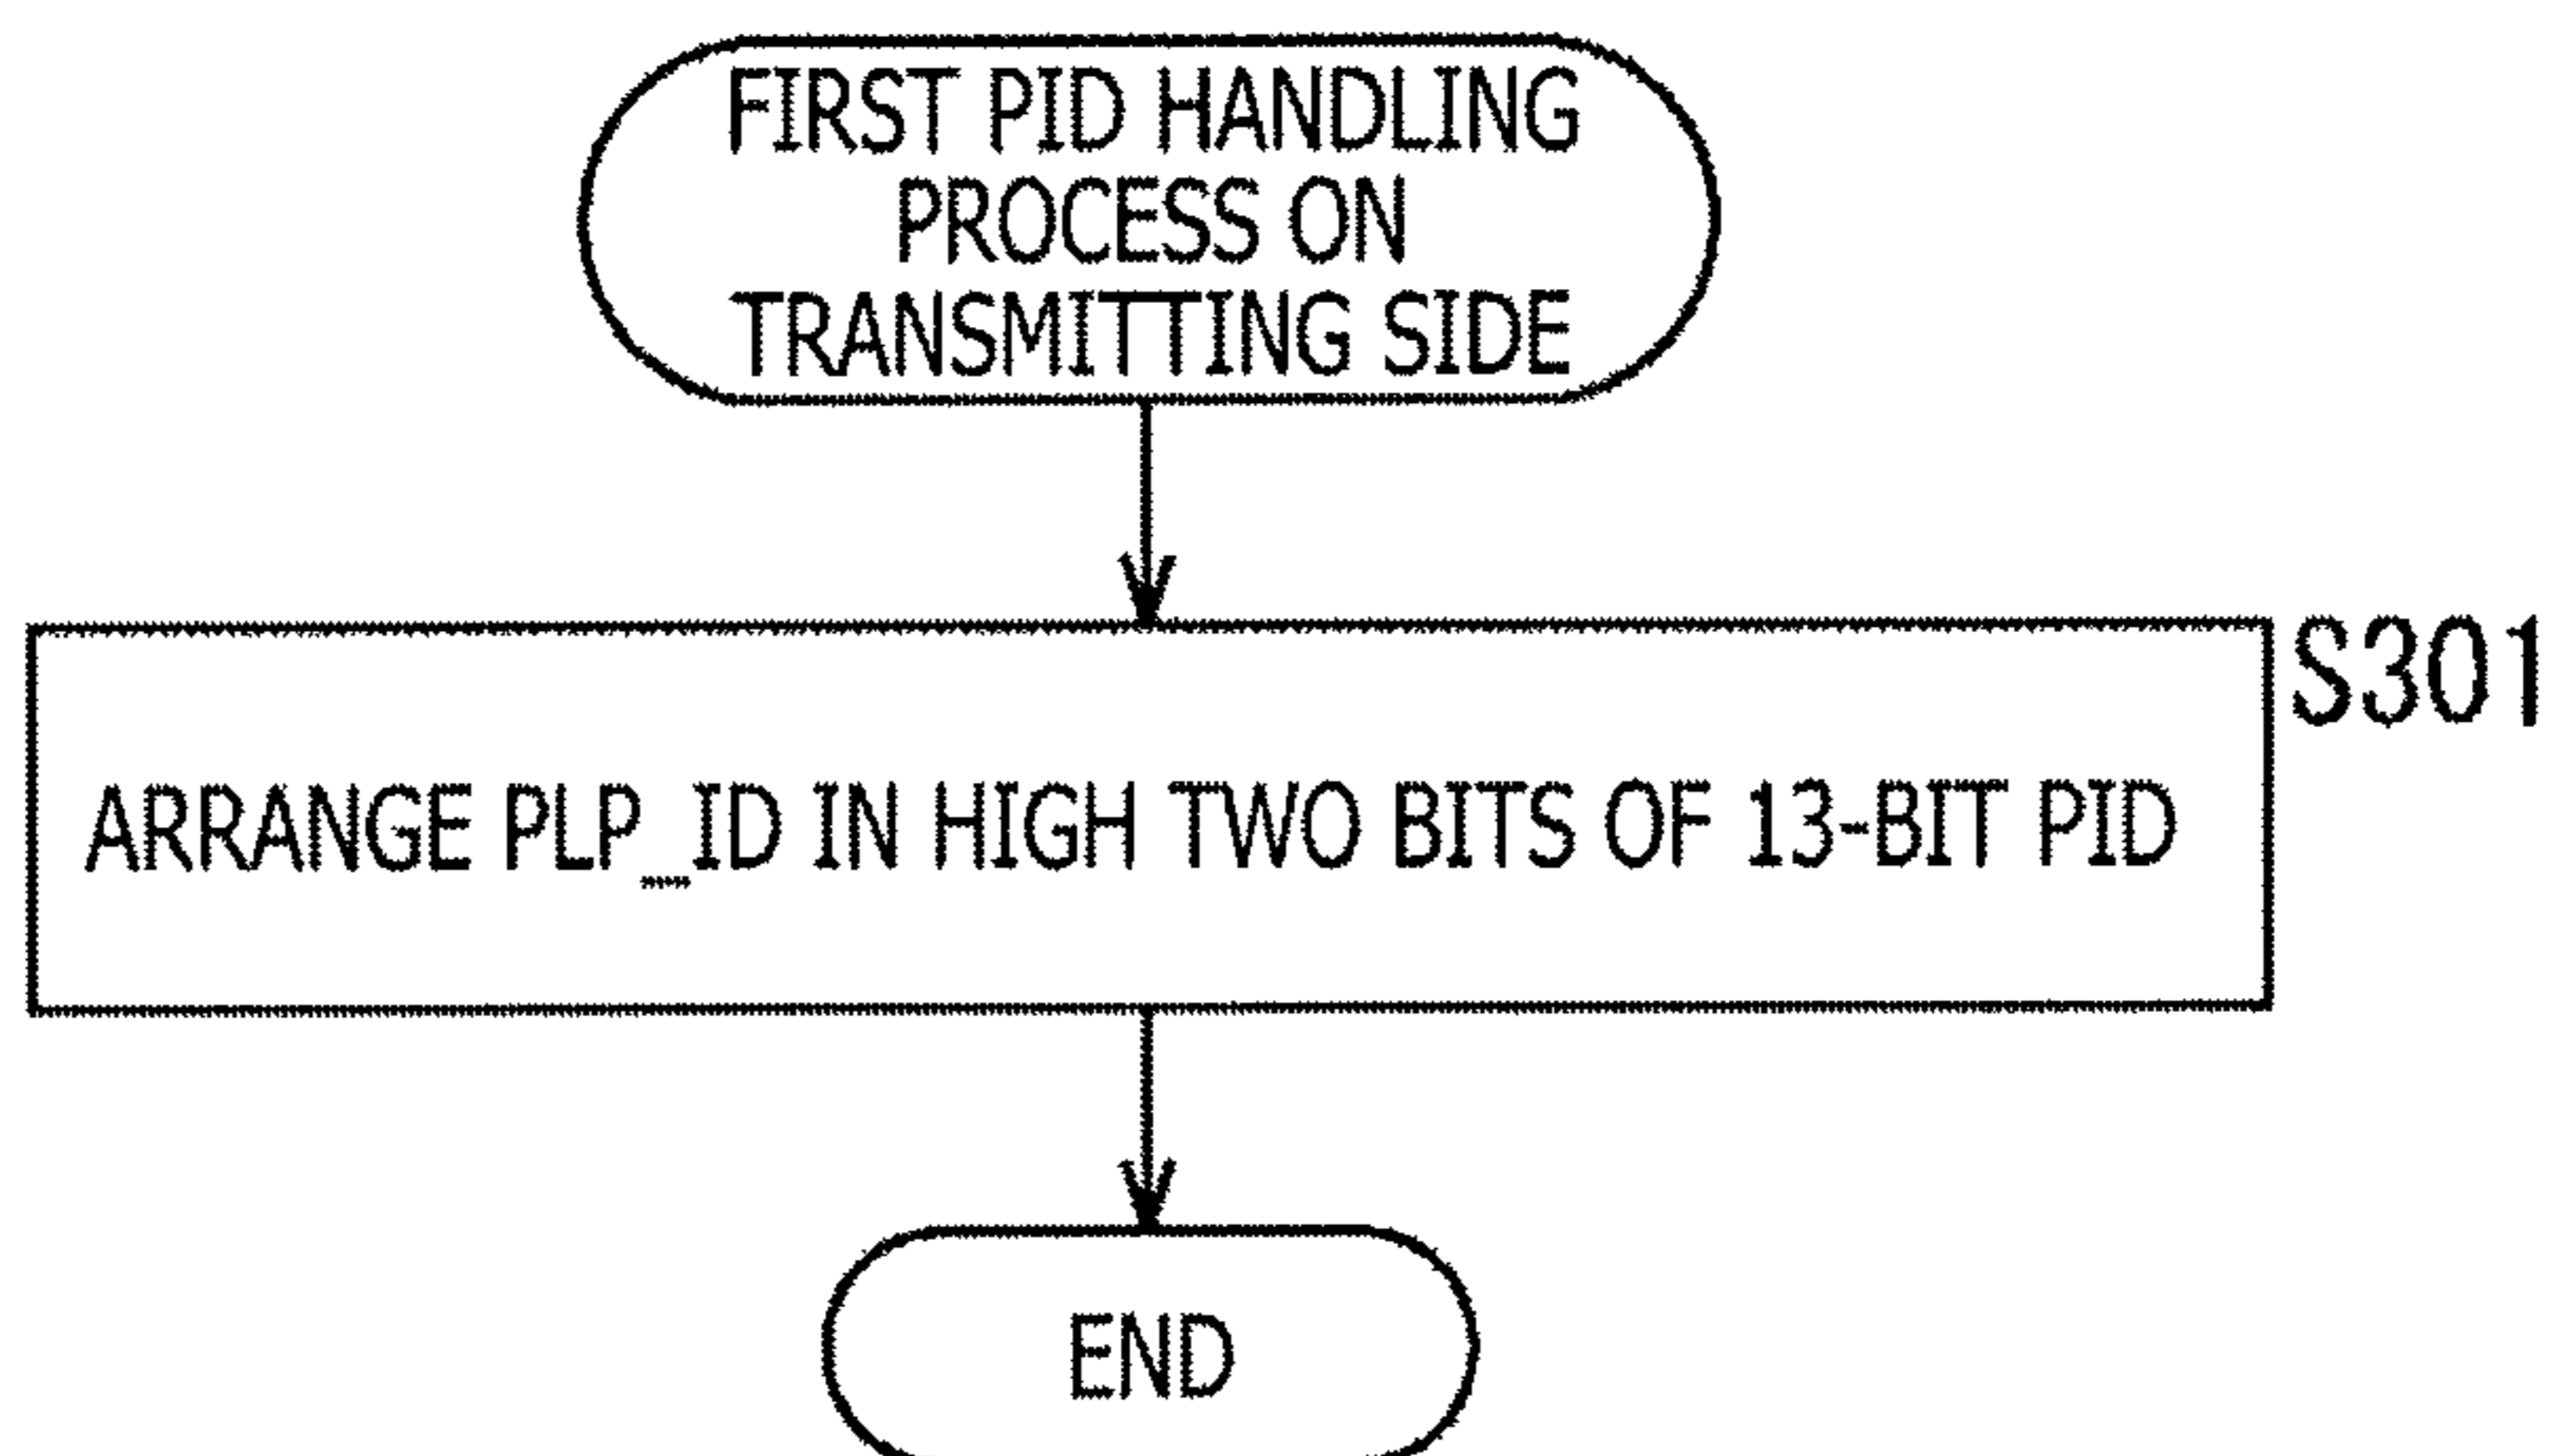 FIRST PID HANDLING
PROCESS ON
TRANSMITTING SIDE
S301
ARRANGE PLP_ID IN HIGH TWO BITS OF 13-BIT PID
END